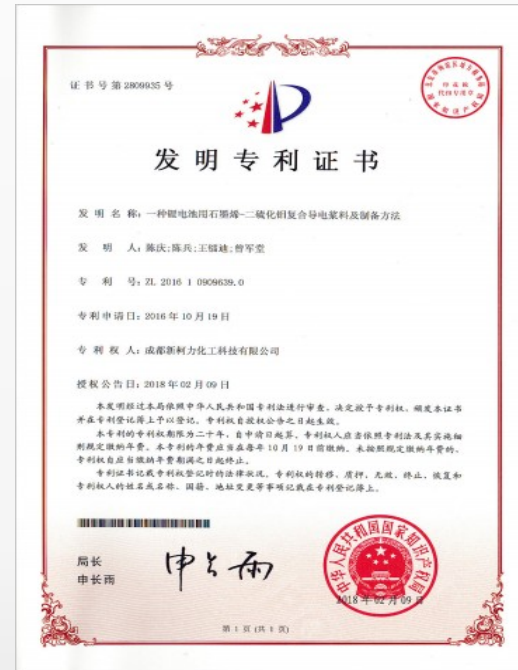 证书号第2809935号
发明专利证书
发 明 名 称：一种锂电池用石墨烯-二硫化钼复合导电浆料及制备方法
发 明 人：陈庆;陈兵;王镭迪;曾军堂
专 利 号：ZL 2016 1 0909639.0
专利申请日：2016年10月19日
专 利 权 人：成都新柯力化工科技有限公司
授权公告日：2018年02月09日
本发明经过本局依照中华人民共和国专利法进行审查，决定授予专利权，颁发本证书
并在专利登记簿上予以登记。专利权自授权公告之日起生效。
本专利的专利权期限为二十年，自申请日起算。专利权人应当依照专利法及其实施细
则规定缴纳年费。本专利的年费应当在每年10月19日前缴纳。未按照规定缴纳年费的，
专利权自应当缴纳年费期满之日起终止。
专利证书记载专利权登记时的法律状况。专利权的转移、质押、无效、终止、恢复和
专利权人的姓名或名称、国籍、地址变更等事项记载在专利登记簿上。
局长
申长雨
申长雨
中华人民共和国国家知识产权局
2018年02月09日
第 1 页 (共 1 页)